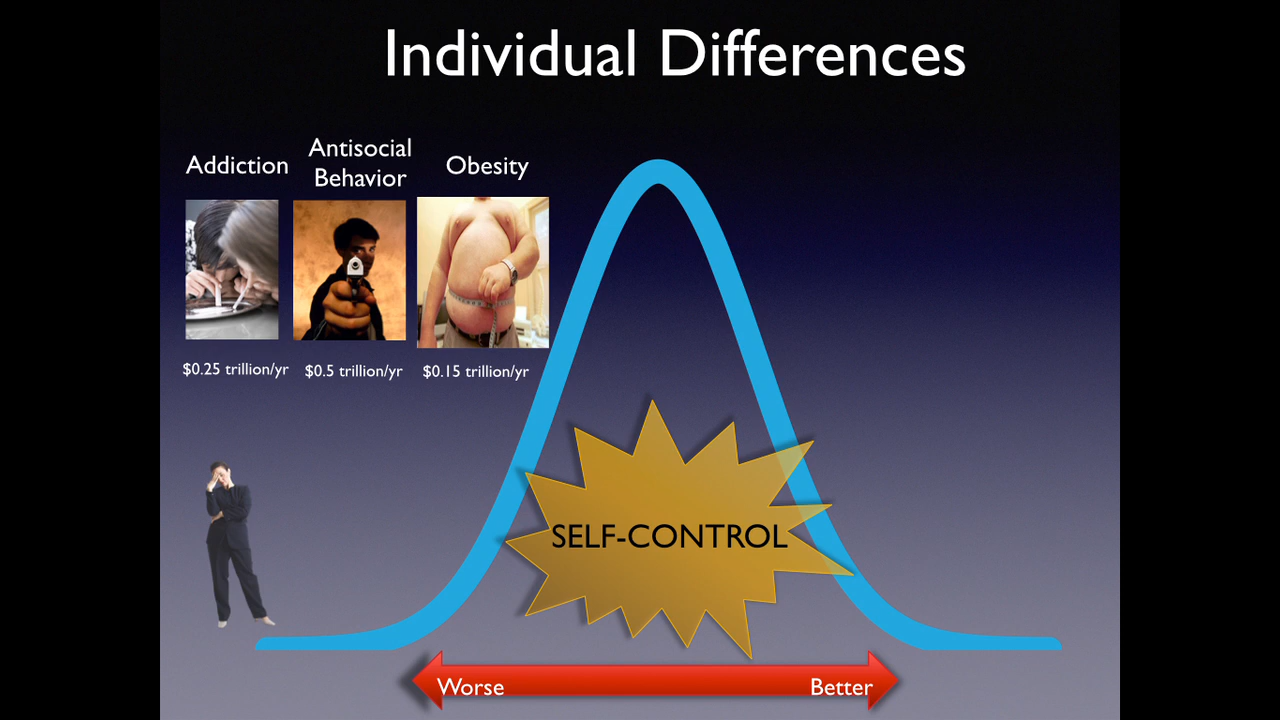 Individual Differences
Addiction
Antisocial
Behavior
Obesity
$0.25 trillion/yr
$0.5 trillion/yr
$0.15 trillion/yr
SELF-CONTROL
Worse
Better